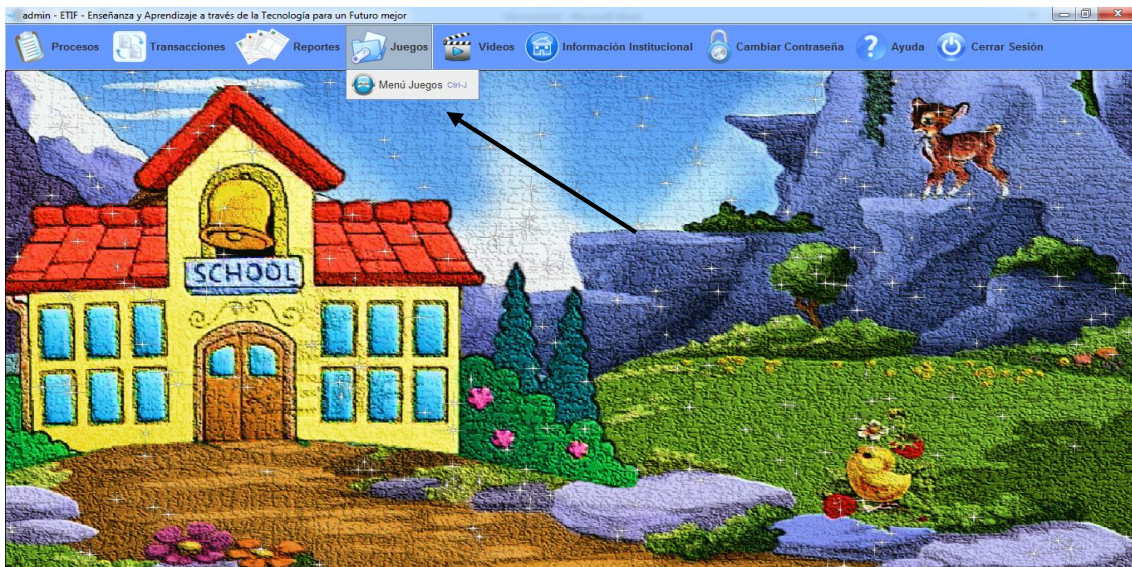 admin - ETIF - Enseñanza y Aprendizaje a través de la Tecnología para un Futuro mejor
Procesos Transacciones Reportes Juegos Videos Información Institucional Cambiar Contraseña ? Ayuda Cerrar Sesión
Menú Juegos Ctrl-J
SCHOOL